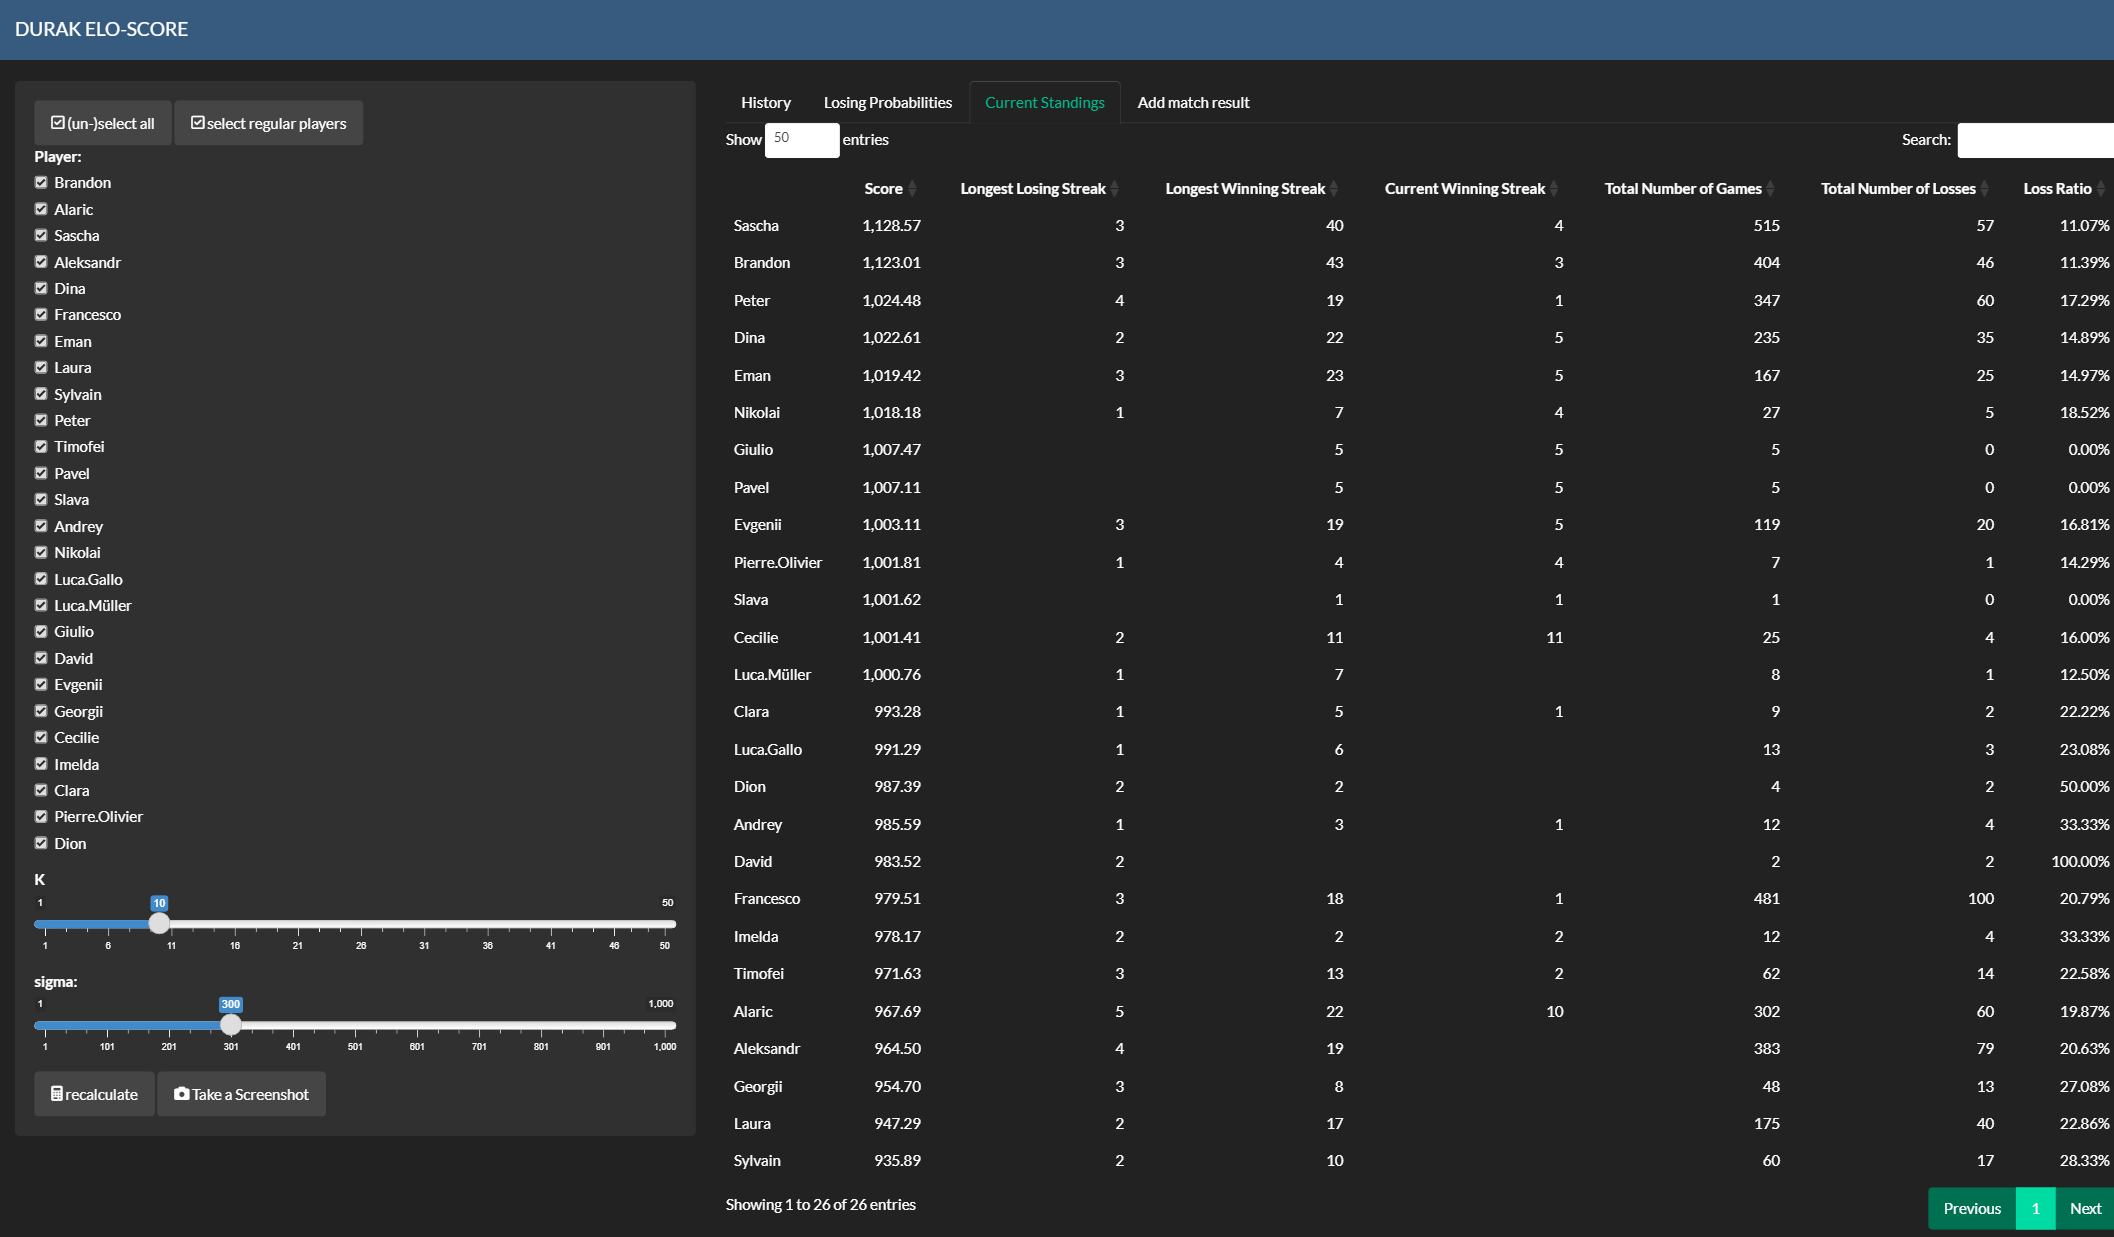 DURAK ELO-SCORE
(un-)select all select regular players
Player:
Brandon
Alaric
Sascha
Aleksandr
Dina
Francesco
Eman
Laura
Sylvain
Peter
Timofei
Pavel
Slava
Andrey
Nikolai
Luca.Gallo
Luca.Müller
Giulio
David
Evgenii
Georgii
Cecilie
Imelda
Clara
Pierre.Olivier
Dion
K
1 10 50
1 6 11 16 21 26 31 36 41 46 50
sigma:
1 300 1,000
1 101 201 301 401 501 601 701 801 901 1,000
recalculate Take a Screenshot
History Losing Probabilities Current Standings Add match result
Show 50 entries Search:
Score Longest Losing Streak Longest Winning Streak Current Winning Streak Total Number of Games Total Number of Losses Loss Ratio
Sascha 1,128.57 3 40 4 515 57 11.07%
Brandon 1,123.01 3 43 3 404 46 11.39%
Peter 1,024.48 4 19 1 347 60 17.29%
Dina 1,022.61 2 22 5 235 35 14.89%
Eman 1,019.42 3 23 5 167 25 14.97%
Nikolai 1,018.18 1 7 4 27 5 18.52%
Giulio 1,007.47 5 5 5 0 0.00%
Pavel 1,007.11 5 5 5 0 0.00%
Evgenii 1,003.11 3 19 5 119 20 16.81%
Pierre.Olivier 1,001.81 1 4 4 7 1 14.29%
Slava 1,001.62 1 1 1 0 0.00%
Cecilie 1,001.41 2 11 11 25 4 16.00%
Luca.Müller 1,000.76 1 7 8 1 12.50%
Clara 993.28 1 5 1 9 2 22.22%
Luca.Gallo 991.29 1 6 13 3 23.08%
Dion 987.39 2 2 4 2 50.00%
Andrey 985.59 1 3 1 12 4 33.33%
David 983.52 2 2 2 100.00%
Francesco 979.51 3 18 1 481 100 20.79%
Imelda 978.17 2 2 2 12 4 33.33%
Timofei 971.63 3 13 2 62 14 22.58%
Alaric 967.69 5 22 10 302 60 19.87%
Aleksandr 964.50 4 19 383 79 20.63%
Georgii 954.70 3 8 48 13 27.08%
Laura 947.29 2 17 175 40 22.86%
Sylvain 935.89 2 10 60 17 28.33%
Showing 1 to 26 of 26 entries
Previous 1 Next